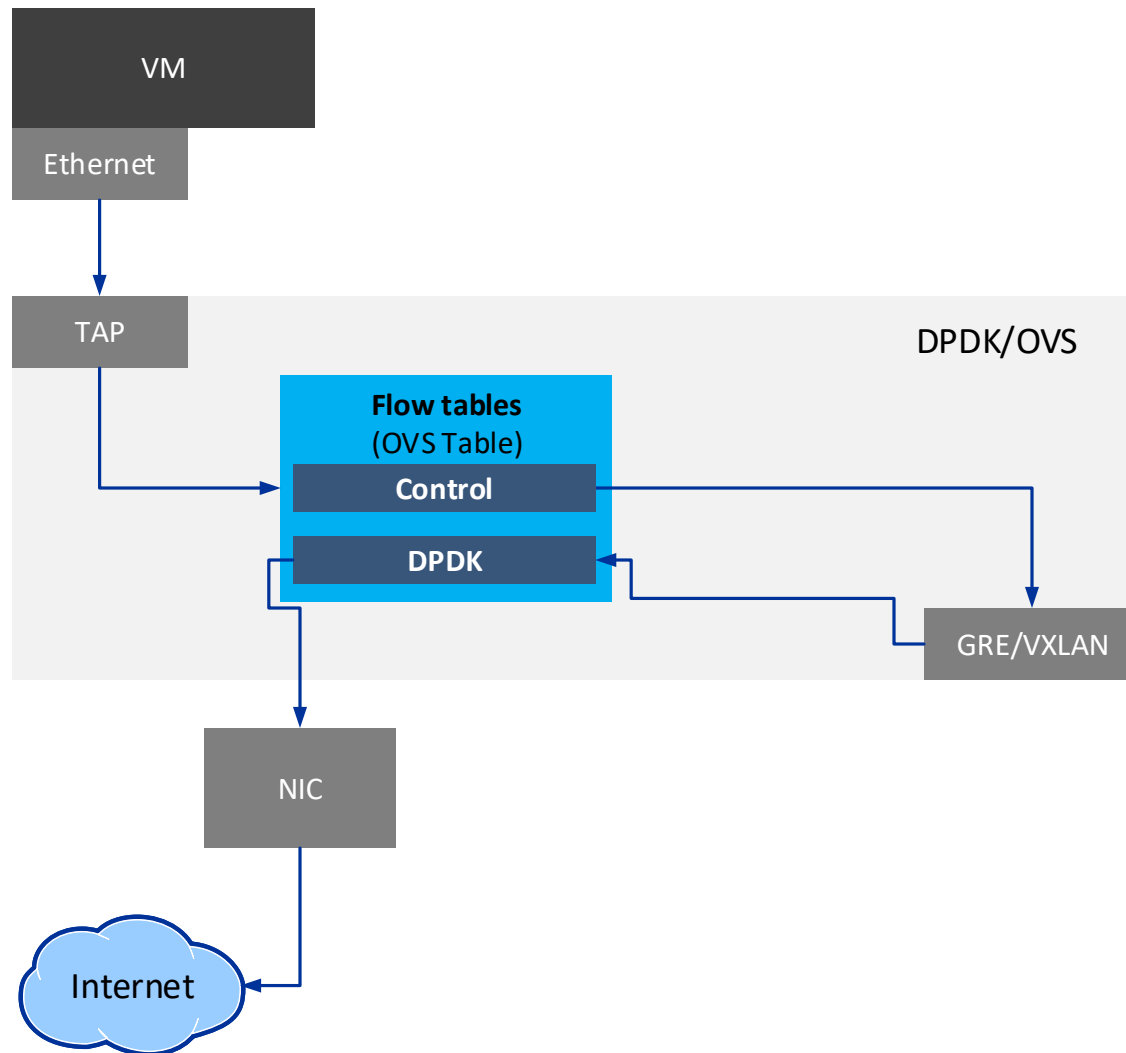 VM
Ethernet
TAP
DPDK/OVS
Flow tables
(OVS Table)
Control
DPDK
GRE/VXLAN
NIC
Internet